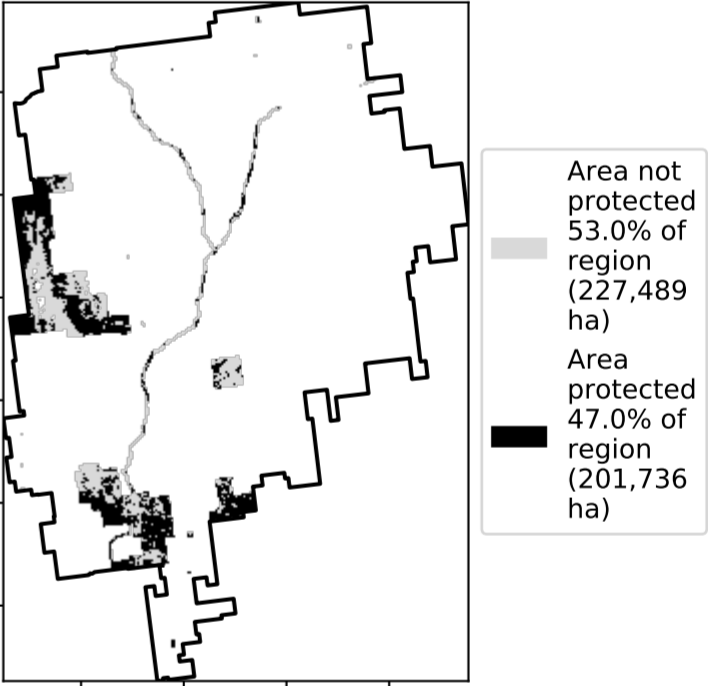 Area not
protected
53.0% of
region
(227,489
ha)
Area
protected
47.0% of
region
(201,736
ha)